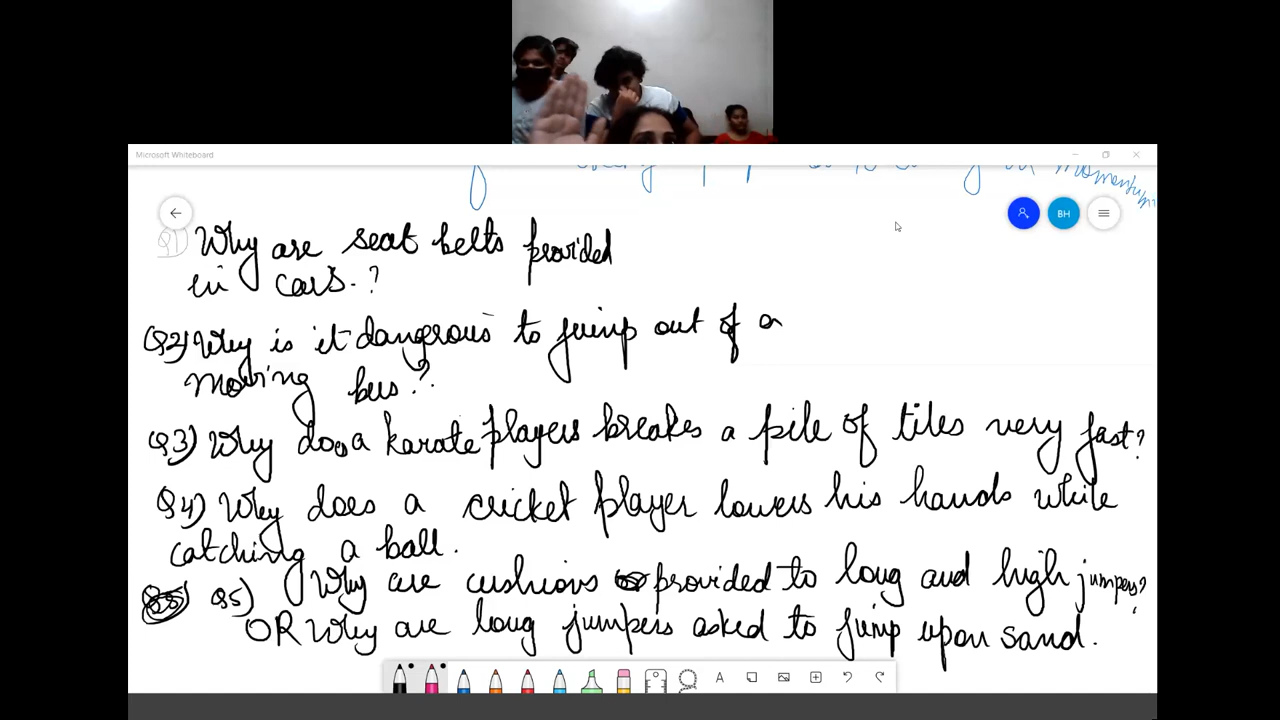 Microsoft Whiteboard
momentum
BH
Q1) Why are seat belts provided
in cars.?
Q2) Why is it dangrous to jump out of a
moving bus.?
Q3) Why does a karate players breakes a pile of tiles very fast?
Q4) Why does a cricket player lowers his hands while
catching a ball.
Q5) Why are cushions provided to long and high jumpers?
OR Why are long jumpers asked to jump upon sand.
A